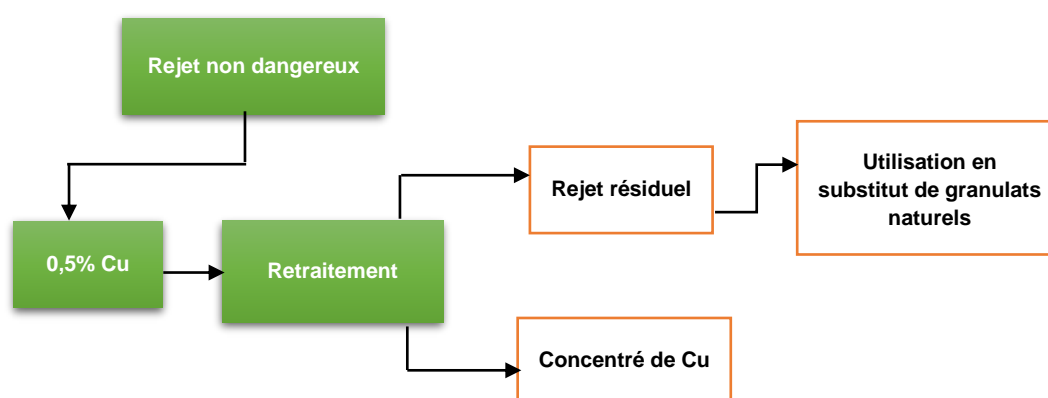 Rejet non dangereux
0,5% Cu
Retraitement
Rejet résiduel
Utilisation en
substitut de granulats
naturels
Concentré de Cu